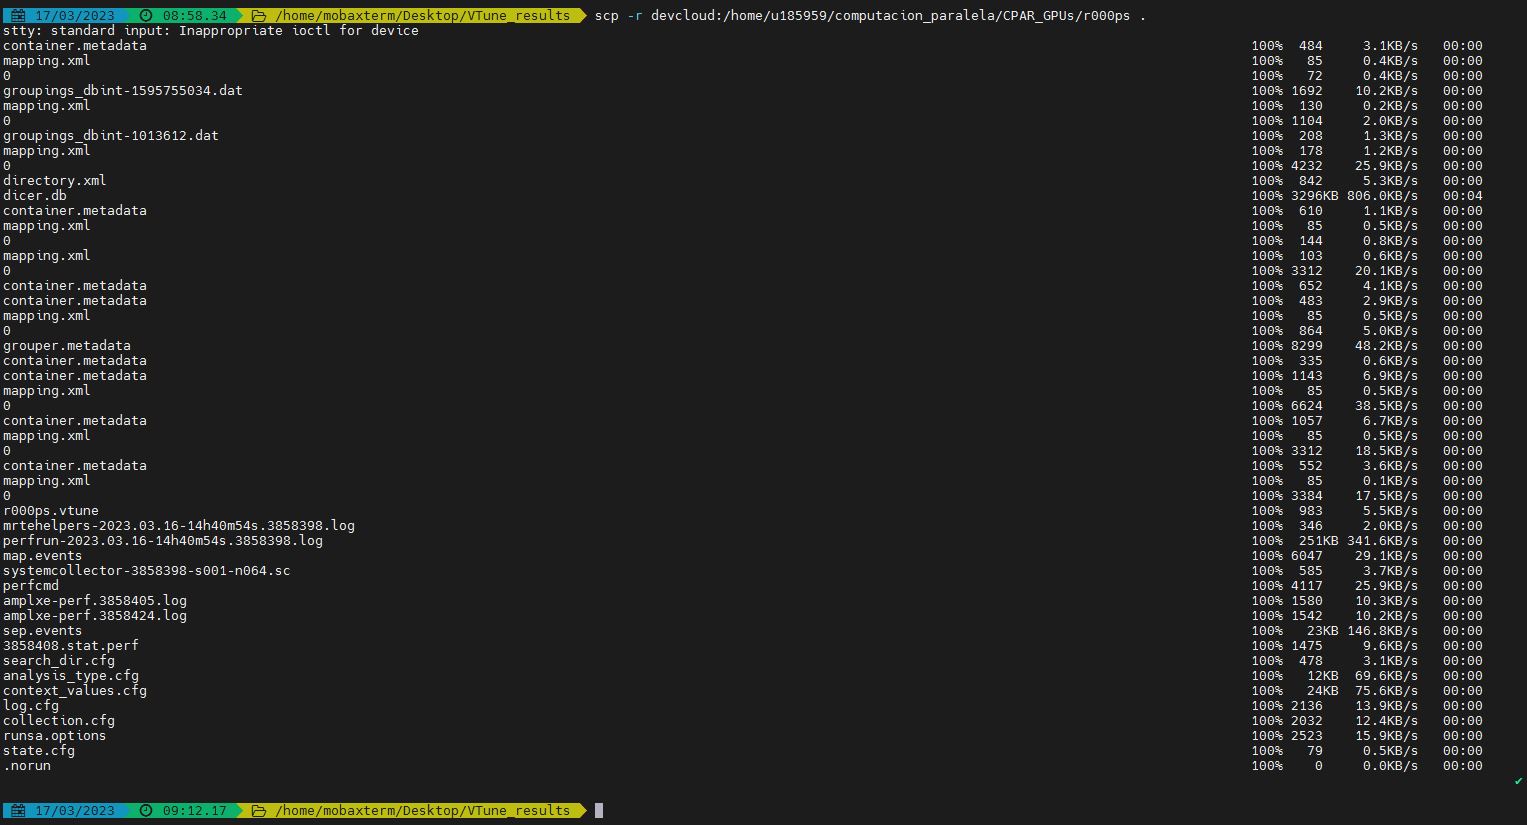 17/03/2023 08:58.34 /home/mobaxterm/Desktop/VTune_results scp -r devcloud:/home/u185959/computacion_paralela/CPAR_GPUs/r000ps .
stty: standard input: Inappropriate ioctl for device
container.metadata 100% 484 3.1KB/s 00:00
mapping.xml 100% 85 0.4KB/s 00:00
0 100% 72 0.4KB/s 00:00
groupings_dbint-1595755034.dat 100% 1692 10.2KB/s 00:00
mapping.xml 100% 130 0.2KB/s 00:00
0 100% 1104 2.0KB/s 00:00
groupings_dbint-1013612.dat 100% 208 1.3KB/s 00:00
mapping.xml 100% 178 1.2KB/s 00:00
0 100% 4232 25.9KB/s 00:00
directory.xml 100% 842 5.3KB/s 00:00
dicer.db 100% 3296KB 806.0KB/s 00:04
container.metadata 100% 610 1.1KB/s 00:00
mapping.xml 100% 85 0.5KB/s 00:00
0 100% 144 0.8KB/s 00:00
mapping.xml 100% 103 0.6KB/s 00:00
0 100% 3312 20.1KB/s 00:00
container.metadata 100% 652 4.1KB/s 00:00
container.metadata 100% 483 2.9KB/s 00:00
mapping.xml 100% 85 0.5KB/s 00:00
0 100% 864 5.0KB/s 00:00
grouper.metadata 100% 8299 48.2KB/s 00:00
container.metadata 100% 335 0.6KB/s 00:00
container.metadata 100% 1143 6.9KB/s 00:00
mapping.xml 100% 85 0.5KB/s 00:00
0 100% 6624 38.5KB/s 00:00
container.metadata 100% 1057 6.7KB/s 00:00
mapping.xml 100% 85 0.5KB/s 00:00
0 100% 3312 18.5KB/s 00:00
container.metadata 100% 552 3.6KB/s 00:00
mapping.xml 100% 85 0.1KB/s 00:00
0 100% 3384 17.5KB/s 00:00
r000ps.vtune 100% 983 5.5KB/s 00:00
mrtehelpers-2023.03.16-14h40m54s.3858398.log 100% 346 2.0KB/s 00:00
perfrun-2023.03.16-14h40m54s.3858398.log 100% 251KB 341.6KB/s 00:00
map.events 100% 6047 29.1KB/s 00:00
systemcollector-3858398-s001-n064.sc 100% 585 3.7KB/s 00:00
perfcmd 100% 4117 25.9KB/s 00:00
amplxe-perf.3858405.log 100% 1580 10.3KB/s 00:00
amplxe-perf.3858424.log 100% 1542 10.2KB/s 00:00
sep.events 100% 23KB 146.8KB/s 00:00
3858408.stat.perf 100% 1475 9.6KB/s 00:00
search_dir.cfg 100% 478 3.1KB/s 00:00
analysis_type.cfg 100% 12KB 69.6KB/s 00:00
context_values.cfg 100% 24KB 75.6KB/s 00:00
log.cfg 100% 2136 13.9KB/s 00:00
collection.cfg 100% 2032 12.4KB/s 00:00
runsa.options 100% 2523 15.9KB/s 00:00
state.cfg 100% 79 0.5KB/s 00:00
.norun 100% 0 0.0KB/s 00:00
✔
17/03/2023 09:12.17 /home/mobaxterm/Desktop/VTune_results